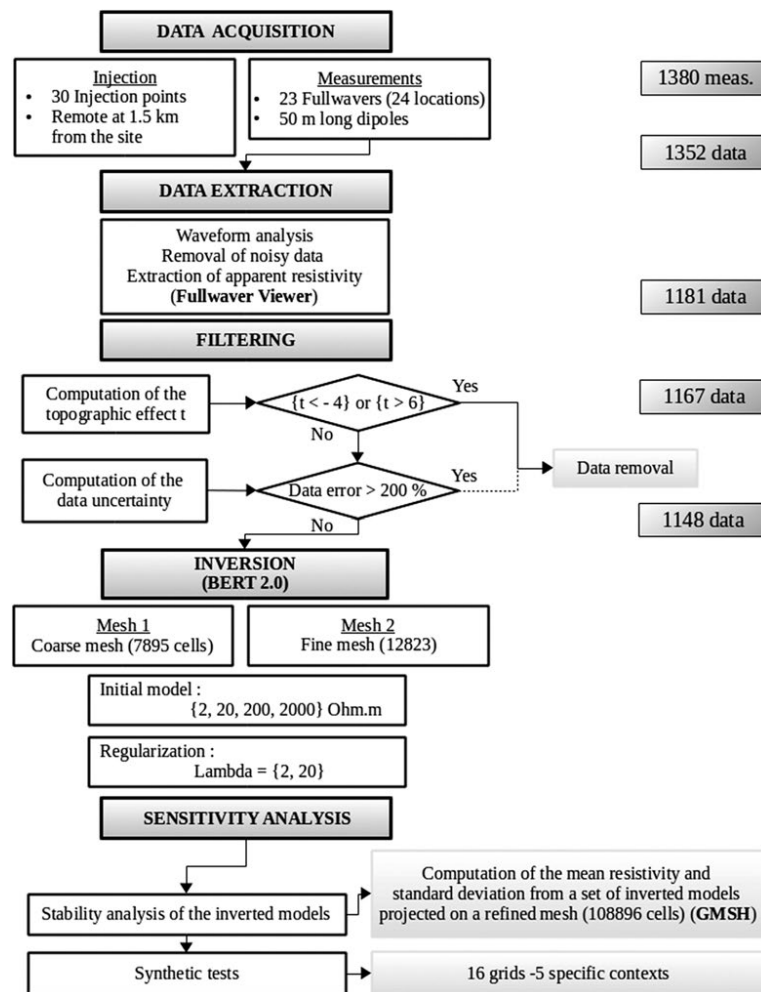 DATA ACQUISITION
Injection
• 30 Injection points
• Remote at 1.5 km
from the site
Measurements
• 23 Fullwavers (24 locations)
• 50 m long dipoles
1380 meas.
1352 data
DATA EXTRACTION
Waveform analysis
Removal of noisy data
Extraction of apparent resistivity
(Fullwaver Viewer)
1181 data
FILTERING
Computation of the
topographic effect t
{t < - 4} or {t > 6}
Yes
No
1167 data
Data removal
Computation of the
data uncertainty
Data error > 200 %
Yes
No
1148 data
INVERSION
(BERT 2.0)
Mesh 1
Coarse mesh (7895 cells)
Mesh 2
Fine mesh (12823)
Initial model :
{2, 20, 200, 2000} Ohm.m
Regularization :
Lambda = {2, 20}
SENSITIVITY ANALYSIS
Stability analysis of the inverted models
Computation of the mean resistivity and
standard deviation from a set of inverted models
projected on a refined mesh (108896 cells) (GMSH)
Synthetic tests
16 grids -5 specific contexts